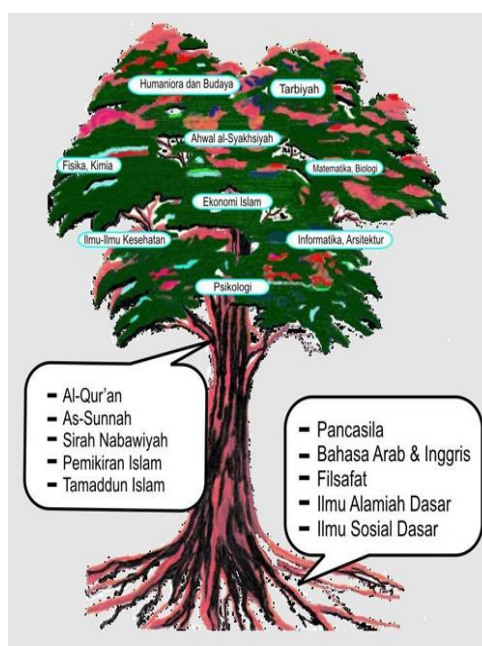 Humaniora dan Budaya
Tarbiyah
Ahwal al-Syakhsiyah
Fisika, Kimia
Matematika, Biologi
Ekonomi Islam
Ilmu-Ilmu Kesehatan
Informatika, Arsitektur
Psikologi
- Al-Qur'an
- As-Sunnah
- Sirah Nabawiyah
- Pemikiran Islam
- Tamaddun Islam
- Pancasila
- Bahasa Arab & Inggris
- Filsafat
- Ilmu Alamiah Dasar
- Ilmu Sosial Dasar